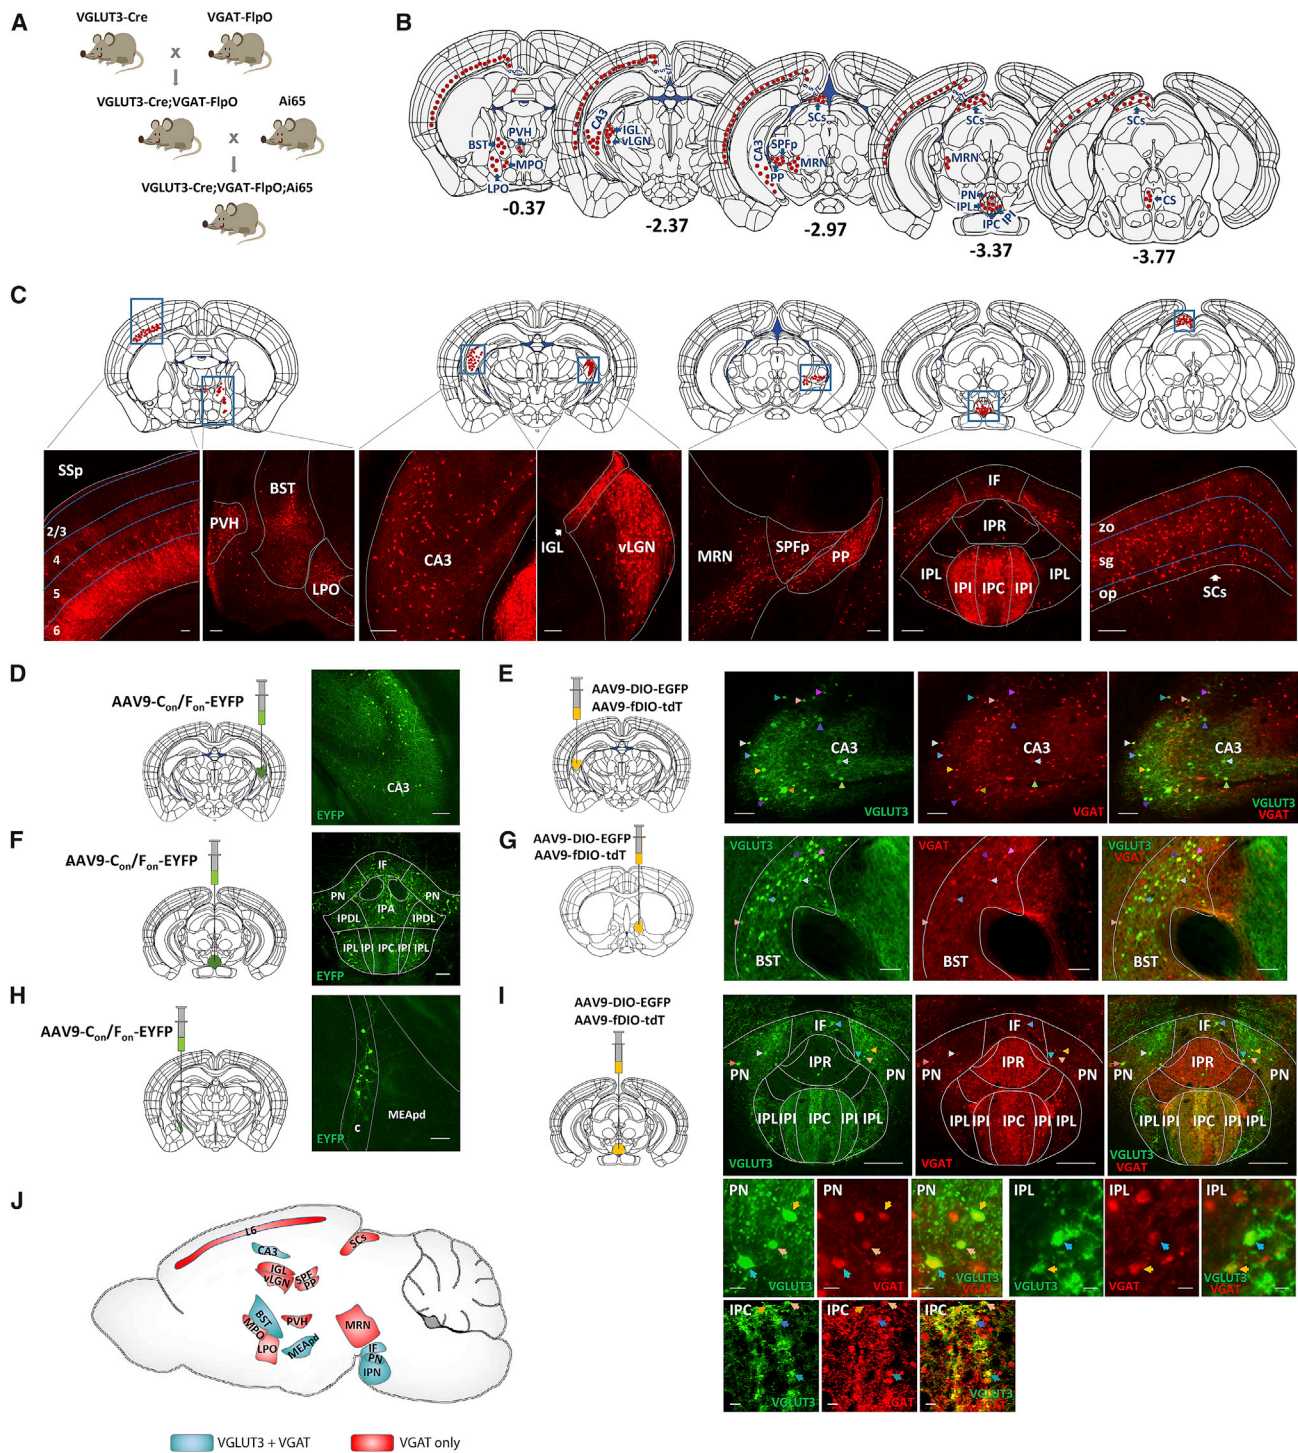 A
VGLUT3-Cre
VGAT-FlpO
x
VGLUT3-Cre;VGAT-FlpO
Ai65
x
VGLUT3-Cre;VGAT-FlpO;Ai65
B
BST
PVH
MPO
LPO
-0.37
CA3
IGL
vLGN
-2.37
SCs
CA3
SPFp
MRN
PP
-2.97
SCs
MRN
PN
IPL
IPC
IPI
-3.37
SCs
CS
-3.77
C
SSp
2/3
4
5
6
PVH
BST
LPO
CA3
IGL
vLGN
MRN
SPFp
PP
IF
IPR
IPL
IPI
IPC
IPI
IPL
zo
sg
op
SCs
D
AAV9-Con/Fon-EYFP
CA3
EYFP
E
AAV9-DIO-EGFP
AAV9-fDIO-tdT
CA3
VGLUT3
CA3
VGAT
CA3
VGLUT3
VGAT
F
AAV9-Con/Fon-EYFP
IF
PN
PN
IPA
IPDL
IPDL
IPL
IPI
IPC
IPI
IPL
EYFP
G
AAV9-DIO-EGFP
AAV9-fDIO-tdT
VGLUT3
BST
VGAT
BST
VGLUT3
VGAT
BST
H
AAV9-Con/Fon-EYFP
MEApd
c
EYFP
I
AAV9-DIO-EGFP
AAV9-fDIO-tdT
IF
IPR
PN
IPL
IPI
IPC
IPI
IPL
VGLUT3
IF
IPR
PN
PN
IPL
IPI
IPC
IPI
IPL
VGAT
IF
IPR
PN
PN
IPL
IPI
IPC
IPI
IPL
VGLUT3
VGAT
PN
VGLUT3
PN
VGAT
PN
VGLUT3
VGAT
IPL
VGLUT3
IPL
VGAT
IPL
VGLUT3
VGAT
IPC
VGLUT3
IPC
VGAT
IPC
VGLUT3
VGAT
J
L6
SCs
CA3
IGL
vLGN
SPF
PP
BST
MPO
LPO
PVH
MEApd
MRN
IF
PN
IPN
VGLUT3 + VGAT
VGAT only